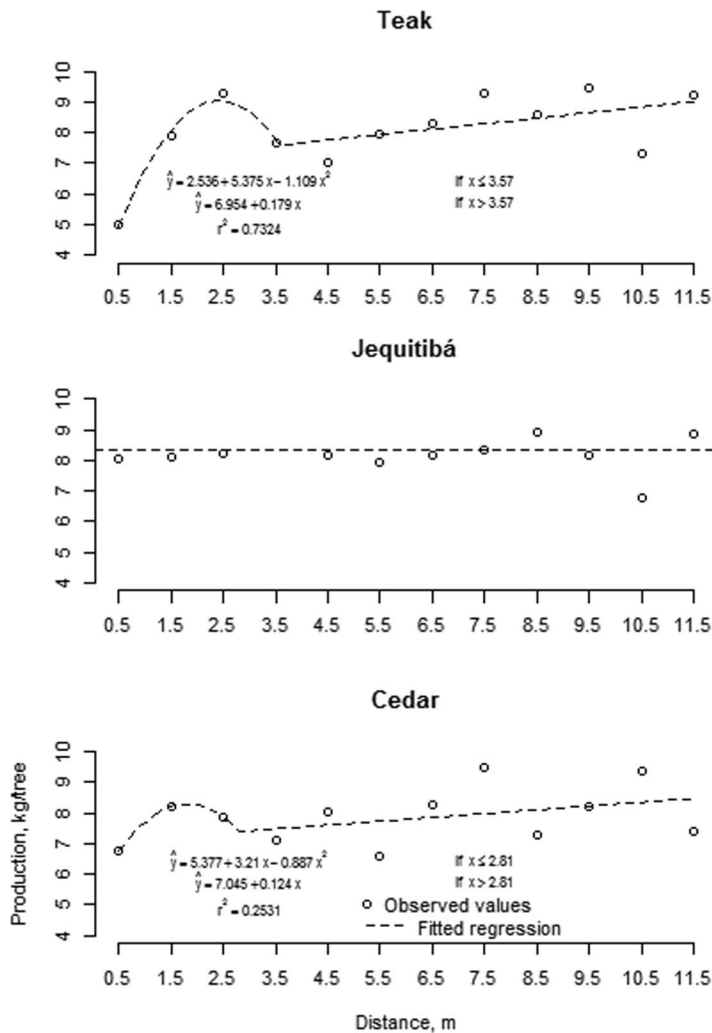 Teak
10
9
8
7
6
5
4
ŷ = 2.536 + 5.375 x − 1.109 x²
If x ≤ 3.57
ŷ = 6.954 + 0.179 x
If x > 3.57
r² = 0.7324
0.5 1.5 2.5 3.5 4.5 5.5 6.5 7.5 8.5 9.5 10.5 11.5
Jequitibá
10
9
8
7
6
5
4
0.5 1.5 2.5 3.5 4.5 5.5 6.5 7.5 8.5 9.5 10.5 11.5
Cedar
Production, kg/tree
10
9
8
7
6
5
4
ŷ = 5.377 + 3.21 x − 0.887 x²
If x ≤ 2.81
ŷ = 7.045 + 0.124 x
If x > 2.81
r² = 0.2531
Observed values
Fitted regression
0.5 1.5 2.5 3.5 4.5 5.5 6.5 7.5 8.5 9.5 10.5 11.5
Distance, m